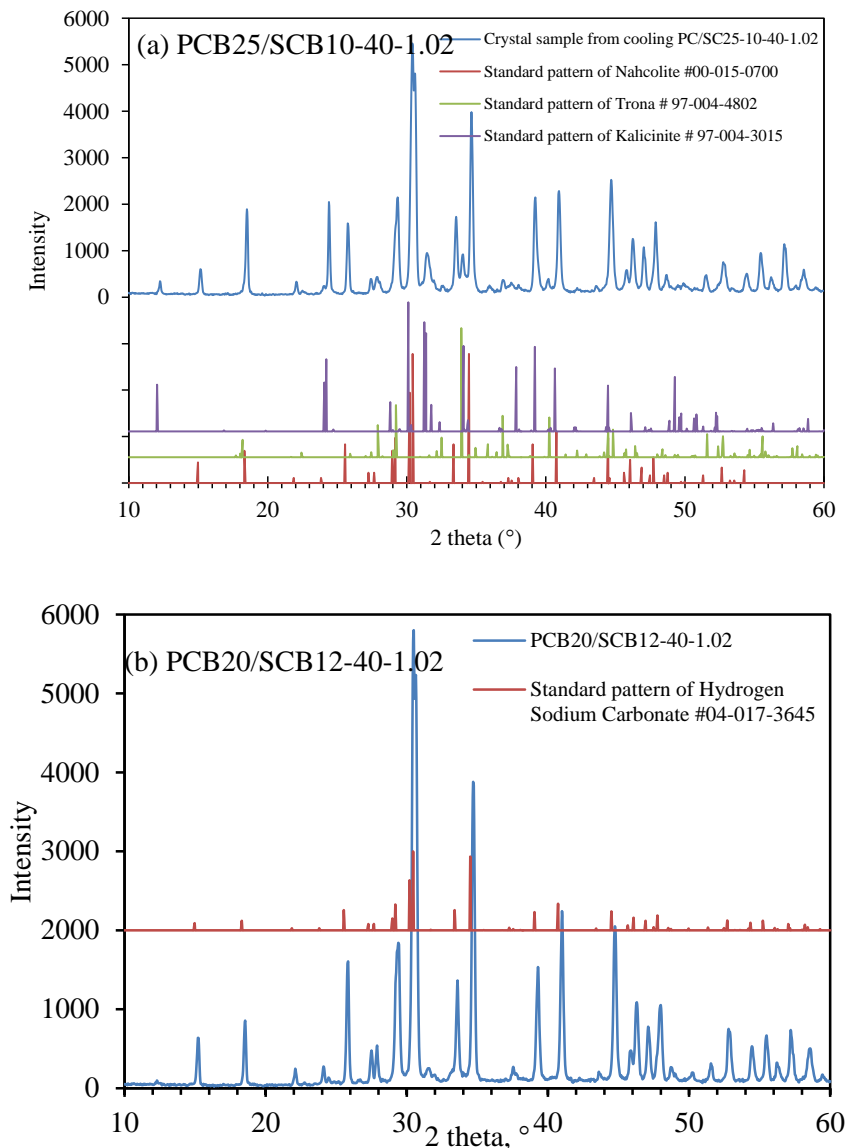 (a) PCB25/SCB10-40-1.02
Crystal sample from cooling PC/SC25-10-40-1.02
Standard pattern of Nahcolite #00-015-0700
Standard pattern of Trona # 97-004-4802
Standard pattern of Kalicinite # 97-004-3015
6000
5000
4000
3000
2000
1000
0
Intensity
10 20 30 40 50 60
2 theta (°)
(b) PCB20/SCB12-40-1.02
PCB20/SCB12-40-1.02
Standard pattern of Hydrogen
Sodium Carbonate #04-017-3645
6000
5000
4000
3000
2000
1000
0
Intensity
10 20 30 40 50 60
2 theta, °